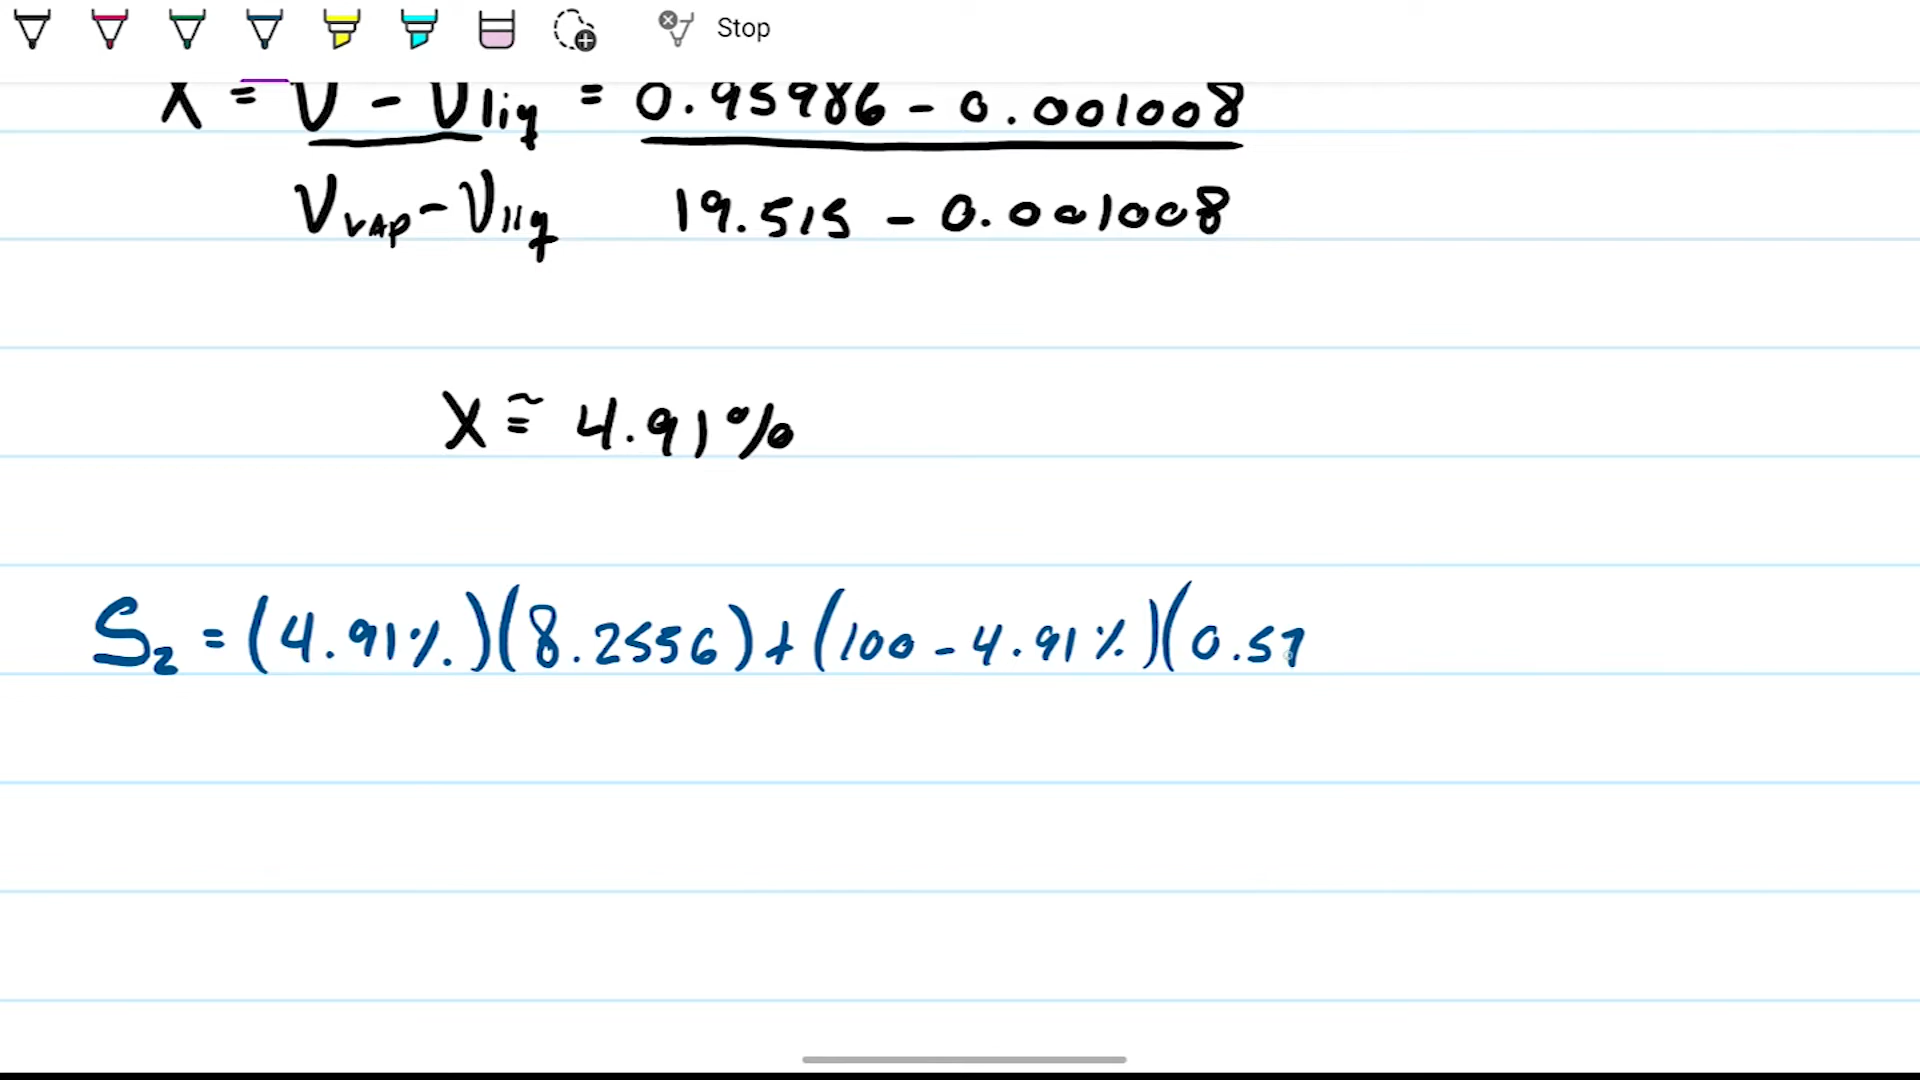 Stop
X = V - Vliq = 0.95986 - 0.001008
VVAP - Vliq 19.515 - 0.001008
X ≅ 4.91%
S2 = (4.91%)(8.2556) + (100 - 4.91%)(0.57